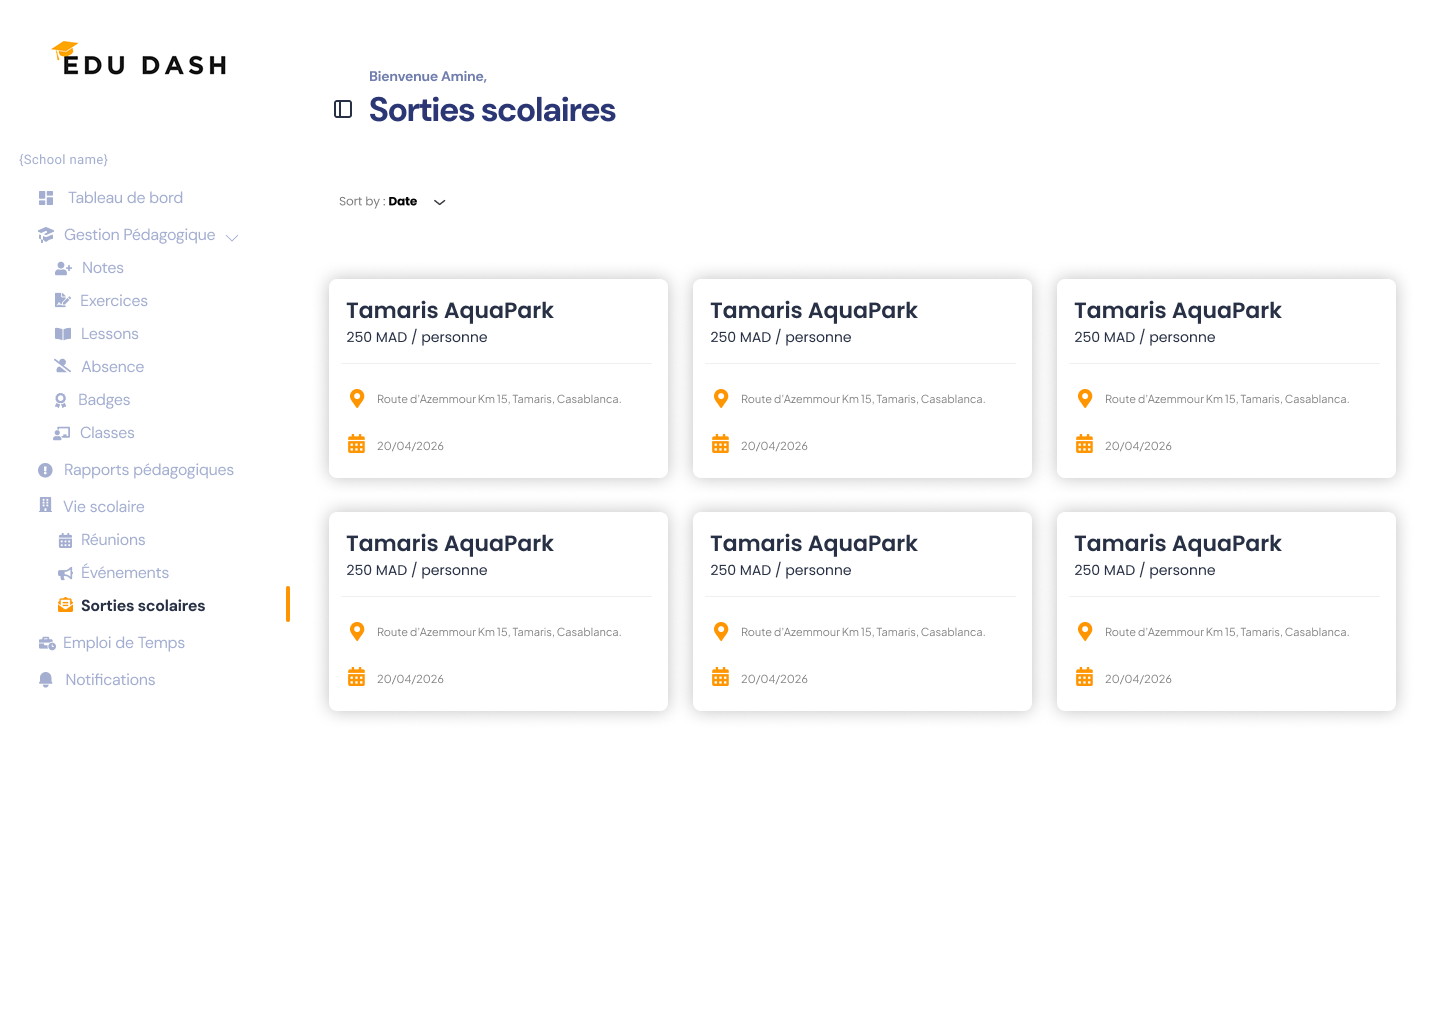 EDU DASH
{School name}
Tableau de bord
Gestion Pédagogique
Notes
Exercices
Lessons
Absence
Badges
Classes
Rapports pédagogiques
Vie scolaire
Réunions
Événements
Sorties scolaires
Emploi de Temps
Notifications
Bienvenue Amine,
Sorties scolaires
Sort by : Date
Tamaris AquaPark
250 MAD / personne
Route d'Azemmour Km 15, Tamaris, Casablanca.
20/04/2026
Tamaris AquaPark
250 MAD / personne
Route d'Azemmour Km 15, Tamaris, Casablanca.
20/04/2026
Tamaris AquaPark
250 MAD / personne
Route d'Azemmour Km 15, Tamaris, Casablanca.
20/04/2026
Tamaris AquaPark
250 MAD / personne
Route d'Azemmour Km 15, Tamaris, Casablanca.
20/04/2026
Tamaris AquaPark
250 MAD / personne
Route d'Azemmour Km 15, Tamaris, Casablanca.
20/04/2026
Tamaris AquaPark
250 MAD / personne
Route d'Azemmour Km 15, Tamaris, Casablanca.
20/04/2026